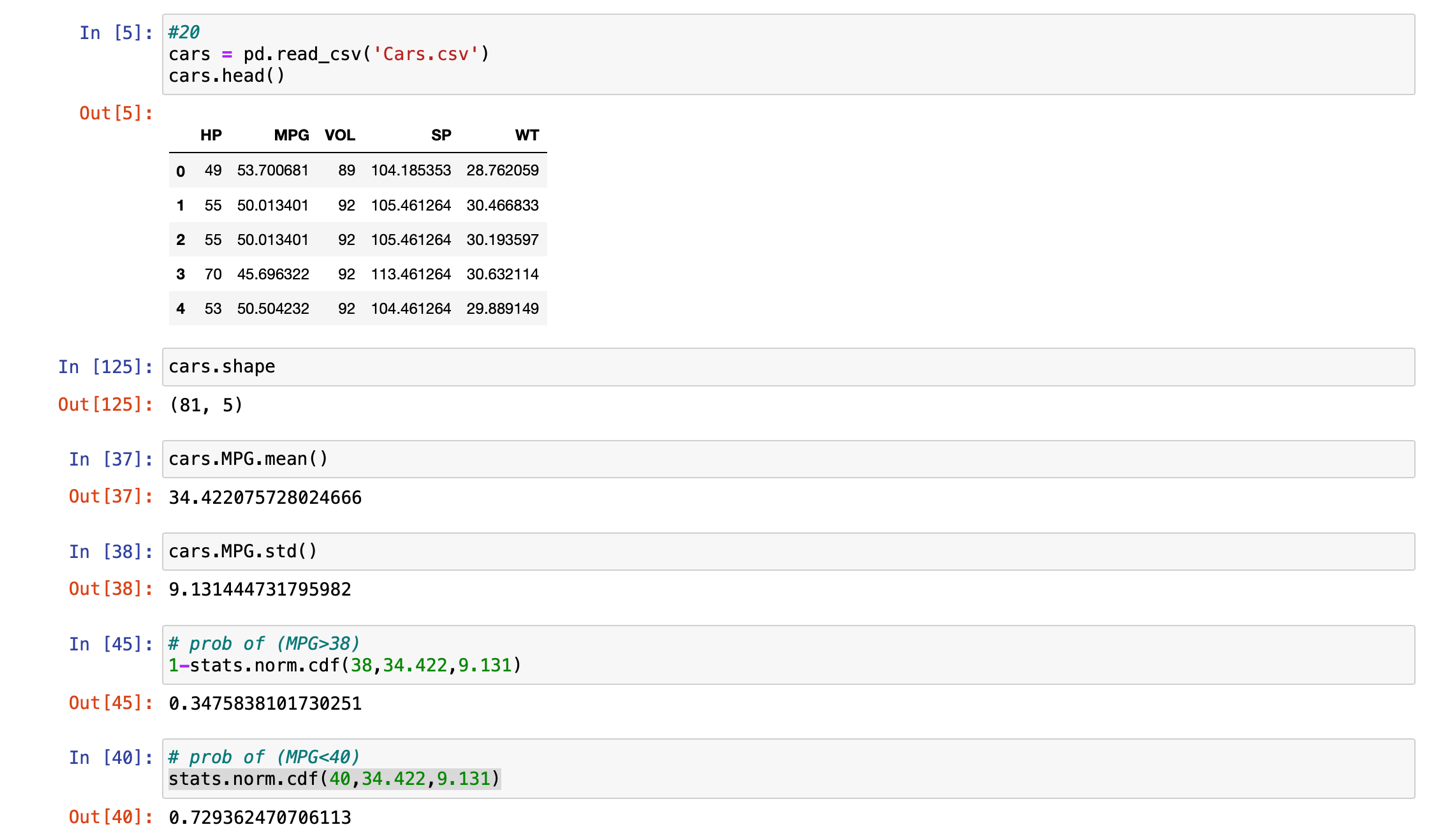 In [5]: #20
cars = pd.read_csv('Cars.csv')
cars.head()
Out[5]:
HP MPG VOL SP WT
0 49 53.700681 89 104.185353 28.762059
1 55 50.013401 92 105.461264 30.466833
2 55 50.013401 92 105.461264 30.193597
3 70 45.696322 92 113.461264 30.632114
4 53 50.504232 92 104.461264 29.889149
In [125]: cars.shape
Out[125]: (81, 5)
In [37]: cars.MPG.mean()
Out[37]: 34.422075728024666
In [38]: cars.MPG.std()
Out[38]: 9.131444731795982
In [45]: # prob of (MPG>38)
1-stats.norm.cdf(38,34.422,9.131)
Out[45]: 0.3475838101730251
In [40]: # prob of (MPG<40)
stats.norm.cdf(40,34.422,9.131)
Out[40]: 0.729362470706113